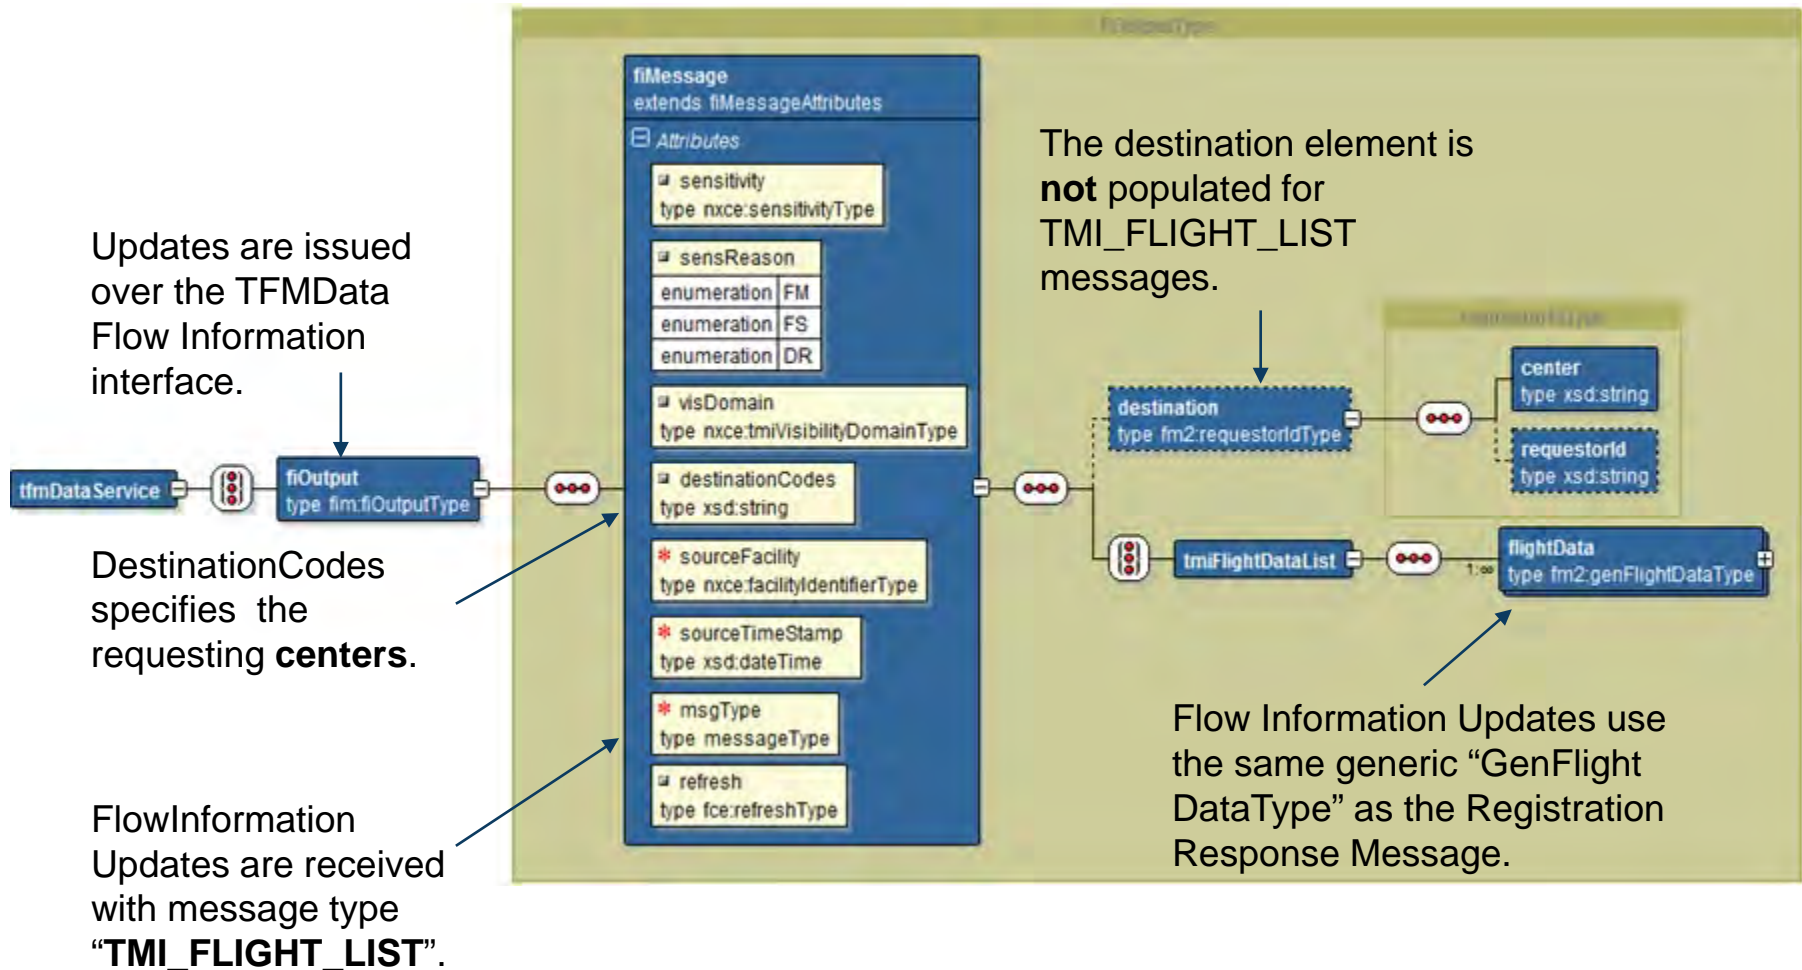 fiMessage
extends fiMessageAttributes
Attributes
sensitivity
type nxce:sensitivityType
sensReason
enumeration FM
enumeration FS
enumeration DR
visDomain
type nxce:tmiVisibilityDomainType
destinationCodes
type xsd:string
* sourceFacility
type nxce:facilityIdentifierType
* sourceTimeStamp
type xsd:dateTime
* msgType
type messageType
refresh
type fce:refreshType
Updates are issued
over the TFMData
Flow Information
interface.
tfmDataService
fiOutput
type fim:fiOutputType
DestinationCodes
specifies the
requesting centers.
FlowInformation
Updates are received
with message type
“TMI_FLIGHT_LIST”.
The destination element is
not populated for
TMI_FLIGHT_LIST
messages.
destination
type fm2:requestorIdType
center
type xsd:string
requestorId
type xsd:string
tmiFlightDataList
1:∞
flightData
type fm2:genFlightDataType
Flow Information Updates use
the same generic “GenFlight
DataType” as the Registration
Response Message.